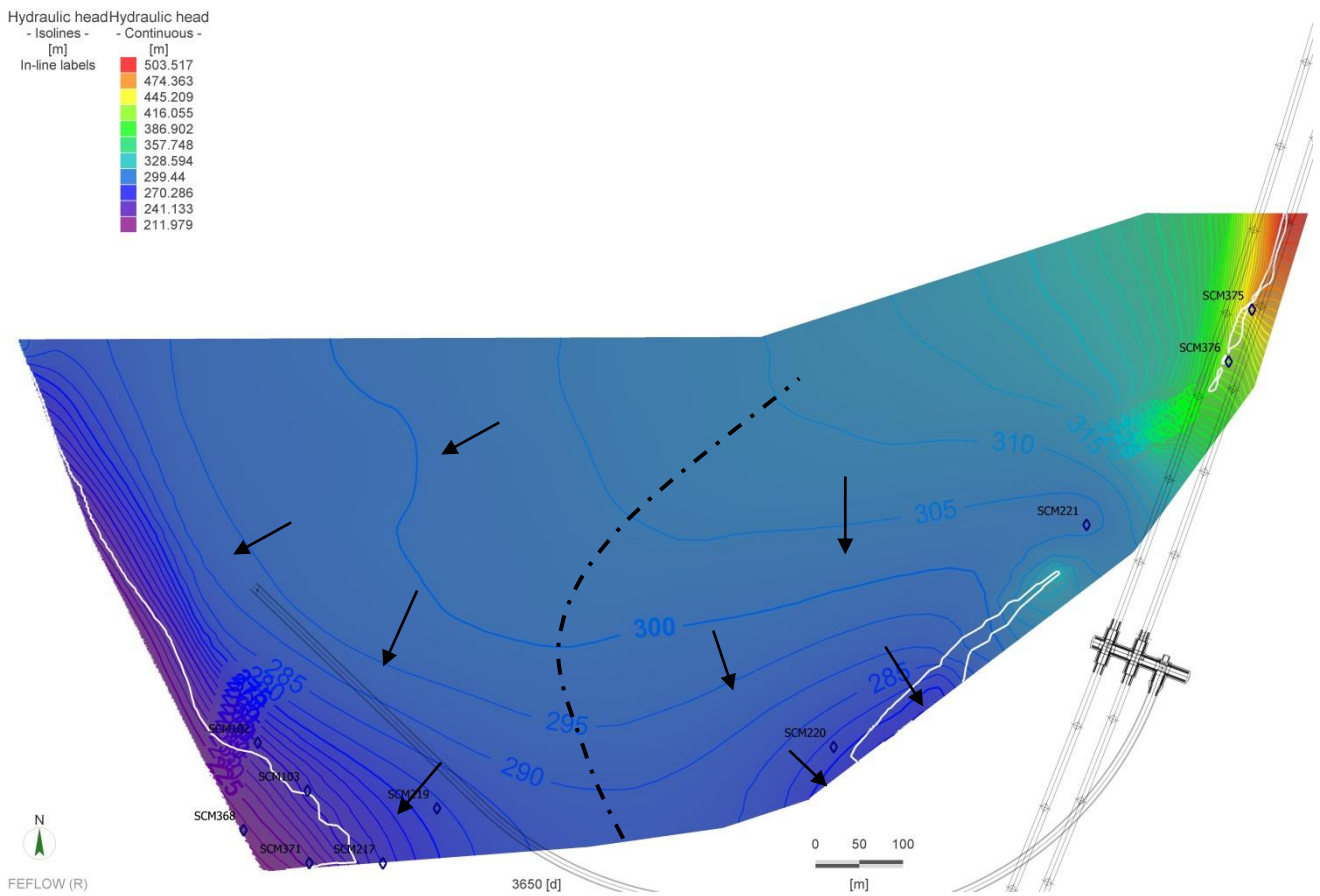 Hydraulic head Hydraulic head
- Isolines - - Continuous -
[m] [m]
In-line labels 503.517
474.363
445.209
416.055
386.902
357.748
328.594
299.44
270.286
241.133
211.979
SCM375
SCM376
310
315
305
SCM221
300
285
285
295
SCM220
290
SCM102
SCM103
SCM219
SCM368
SCM371
SCM217
N
0 50 100
[m]
3650 [d]
FEFLOW (R)